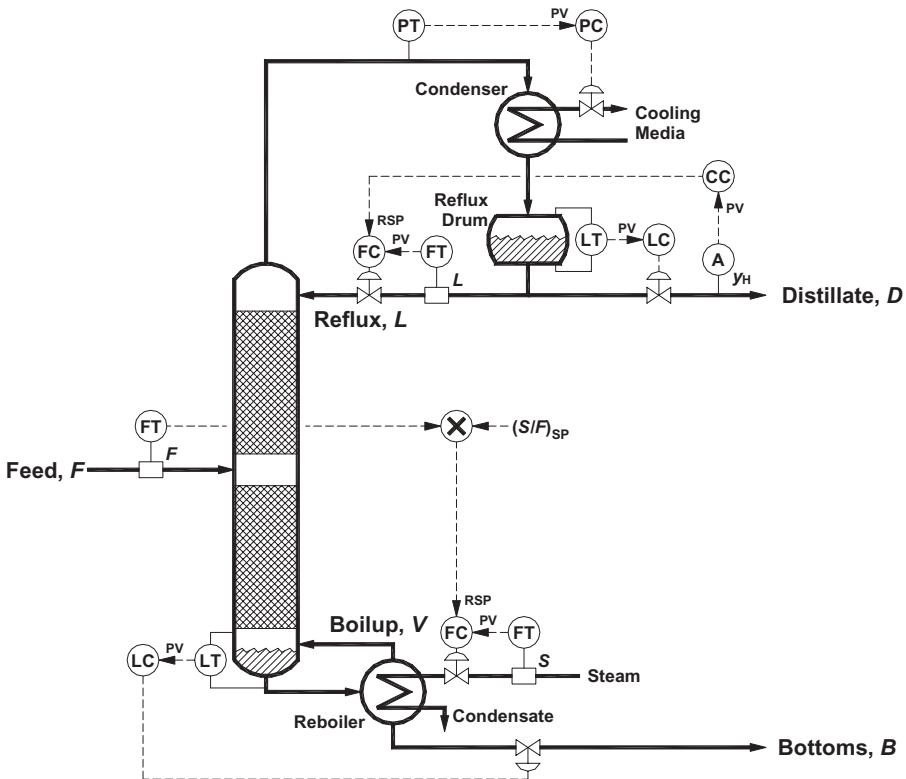 PT
PV
PC
Condenser
Cooling
Media
CC
PV
Reflux
Drum
RSP
PV
FC
FT
LT
PV
LC
A
L
yH
Distillate, D
Reflux, L
FT
(S/F)SP
F
Feed, F
RSP
Boilup, V
PV
FC
FT
LC
PV
LT
S
Steam
Reboiler
Condensate
Bottoms, B